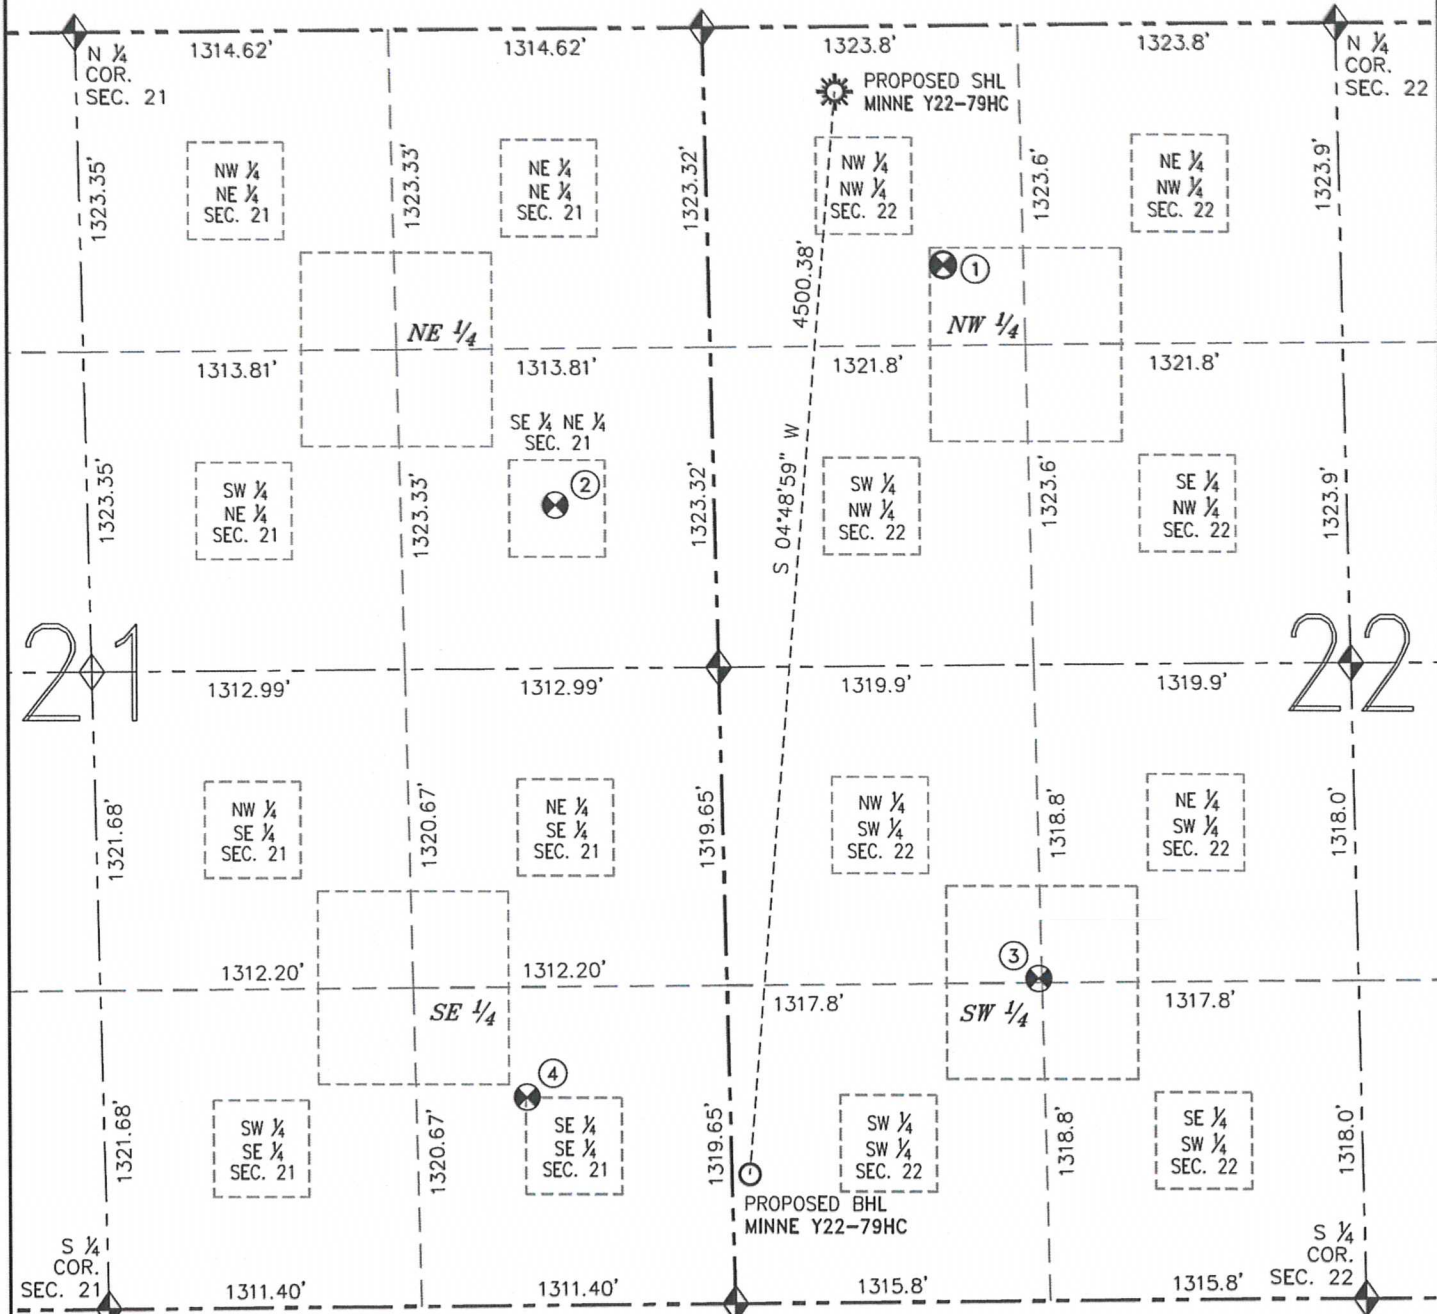 1314.62'
1314.62'
1323.8'
1323.8'
N ¼
COR.
SEC. 21
PROPOSED SHL
MINNE Y22-79HC
N ¼
COR.
SEC. 22
1323.35'
NW ¼
NE ¼
SEC. 21
1323.33'
NE ¼
NE ¼
SEC. 21
1323.32'
NW ¼
NW ¼
SEC. 22
1323.6'
NE ¼
NW ¼
SEC. 22
1323.9'
4500.38'
1
NE ¼
NW ¼
1313.81'
1313.81'
1321.8'
1321.8'
SE ¼ NE ¼
SEC. 21
1323.35'
SW ¼
NE ¼
SEC. 21
1323.33'
2
1323.32'
S 04°48'59" W
SW ¼
NW ¼
SEC. 22
1323.6'
SE ¼
NW ¼
SEC. 22
1323.9'
21
22
1312.99'
1312.99'
1319.9'
1319.9'
1321.68'
NW ¼
SE ¼
SEC. 21
1320.67'
NE ¼
SE ¼
SEC. 21
1319.65'
NW ¼
SW ¼
SEC. 22
1318.8'
NE ¼
SW ¼
SEC. 22
1318.0'
3
1312.20'
1312.20'
1317.8'
1317.8'
SE ¼
SW ¼
4
1321.68'
SW ¼
SE ¼
SEC. 21
1320.67'
SE ¼
SE ¼
SEC. 21
1319.65'
SW ¼
SW ¼
SEC. 22
1318.8'
SE ¼
SW ¼
SEC. 22
1318.0'
PROPOSED BHL
MINNE Y22-79HC
S ¼
COR.
SEC. 21
S ¼
COR.
SEC. 22
1311.40'
1311.40'
1315.8'
1315.8'